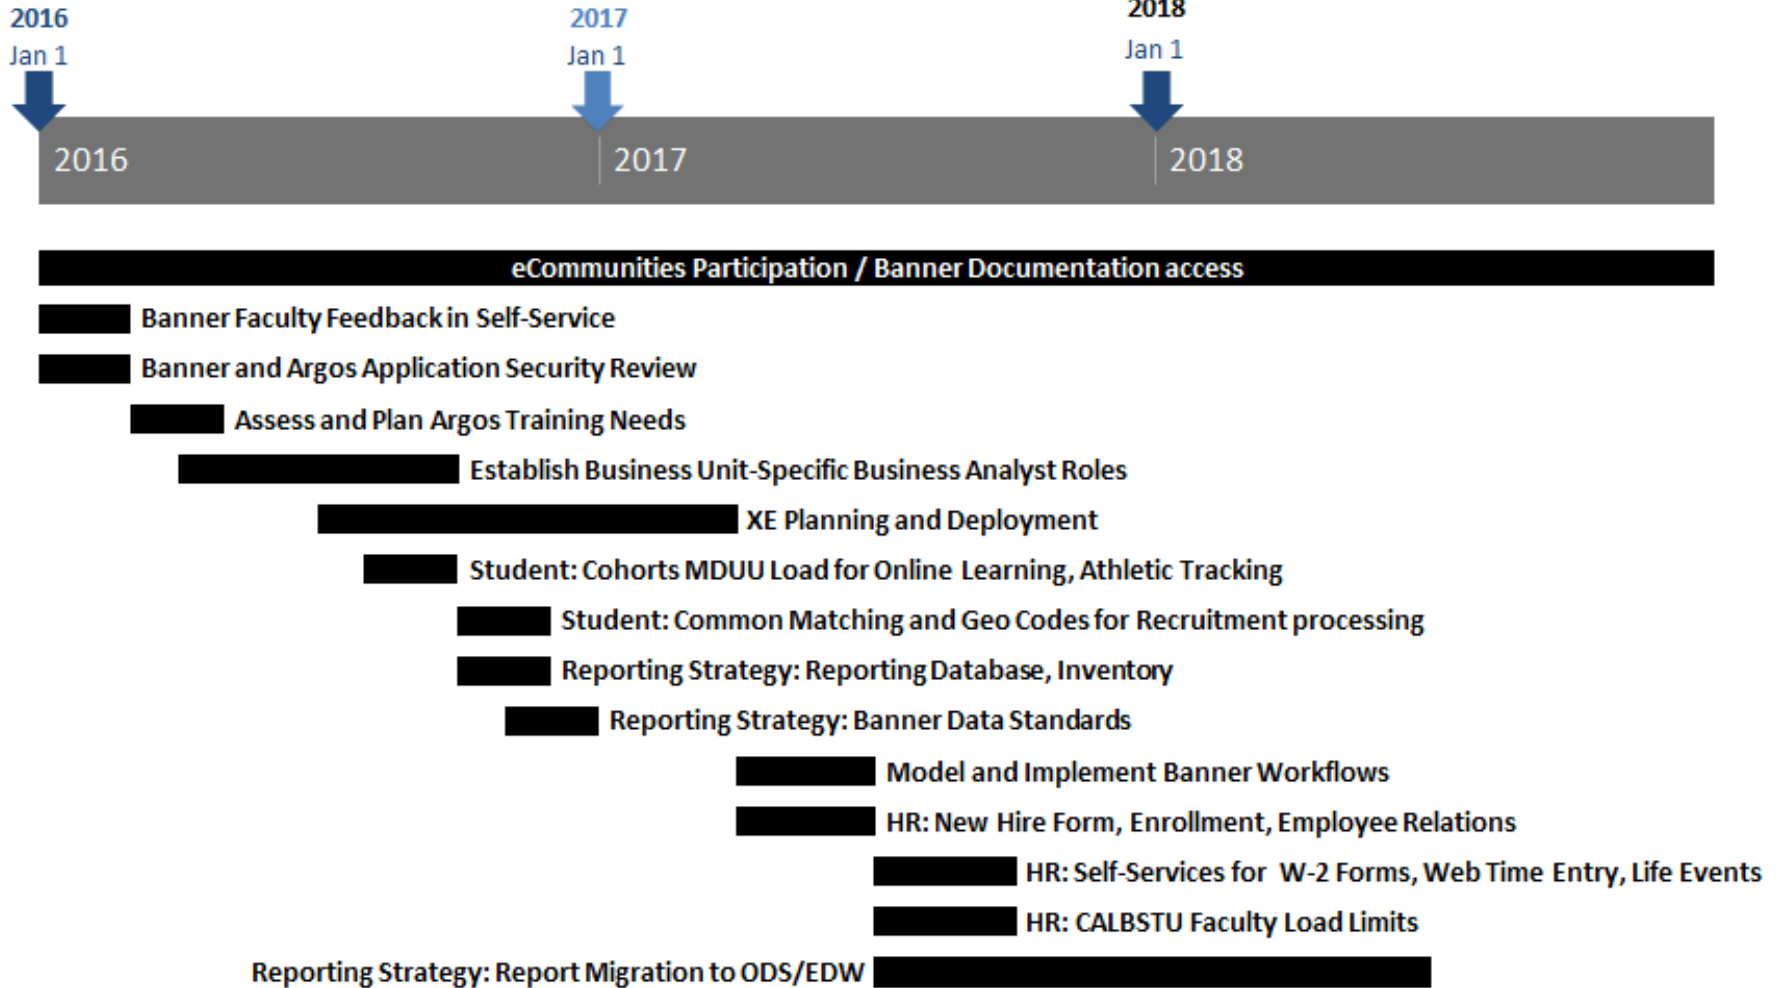 2016
Jan 1
2017
Jan 1
2018
Jan 1
2016
2017
2018
eCommunities Participation / Banner Documentation access
Banner Faculty Feedback in Self-Service
Banner and Argos Application Security Review
Assess and Plan Argos Training Needs
Establish Business Unit-Specific Business Analyst Roles
XE Planning and Deployment
Student: Cohorts MDUU Load for Online Learning, Athletic Tracking
Student: Common Matching and Geo Codes for Recruitment processing
Reporting Strategy: Reporting Database, Inventory
Reporting Strategy: Banner Data Standards
Model and Implement Banner Workflows
HR: New Hire Form, Enrollment, Employee Relations
HR: Self-Services for W-2 Forms, Web Time Entry, Life Events
HR: CALBSTU Faculty Load Limits
Reporting Strategy: Report Migration to ODS/EDW